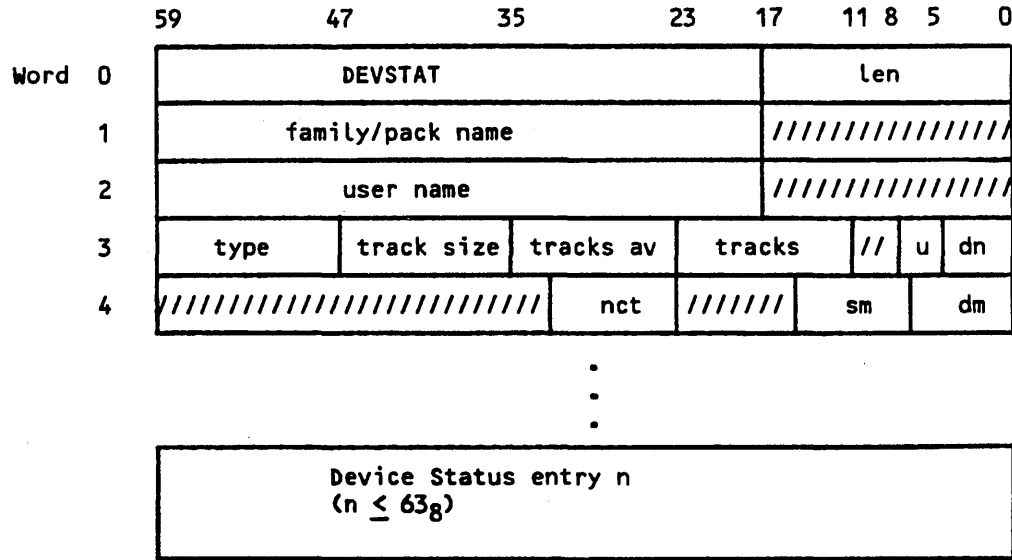 59 47 35 23 17 11 8 5 0
Word 0 DEVSTAT len
1 family/pack name /////////////////
2 user name /////////////////
3 type track size tracks av tracks // u dn
4 /////////////////////////// nct /////// sm dm
Device Status entry n
(n ≤ 63₈)